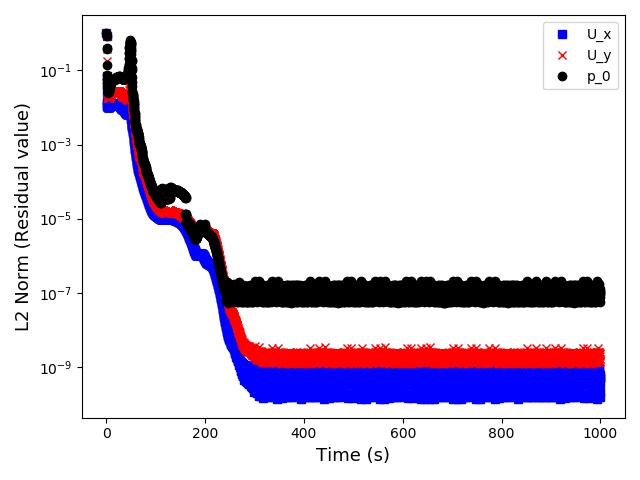 U_x
U_y
p_0
L2 Norm (Residual value)
10⁻¹
10⁻³
10⁻⁵
10⁻⁷
10⁻⁹
0 200 400 600 800 1000
Time (s)